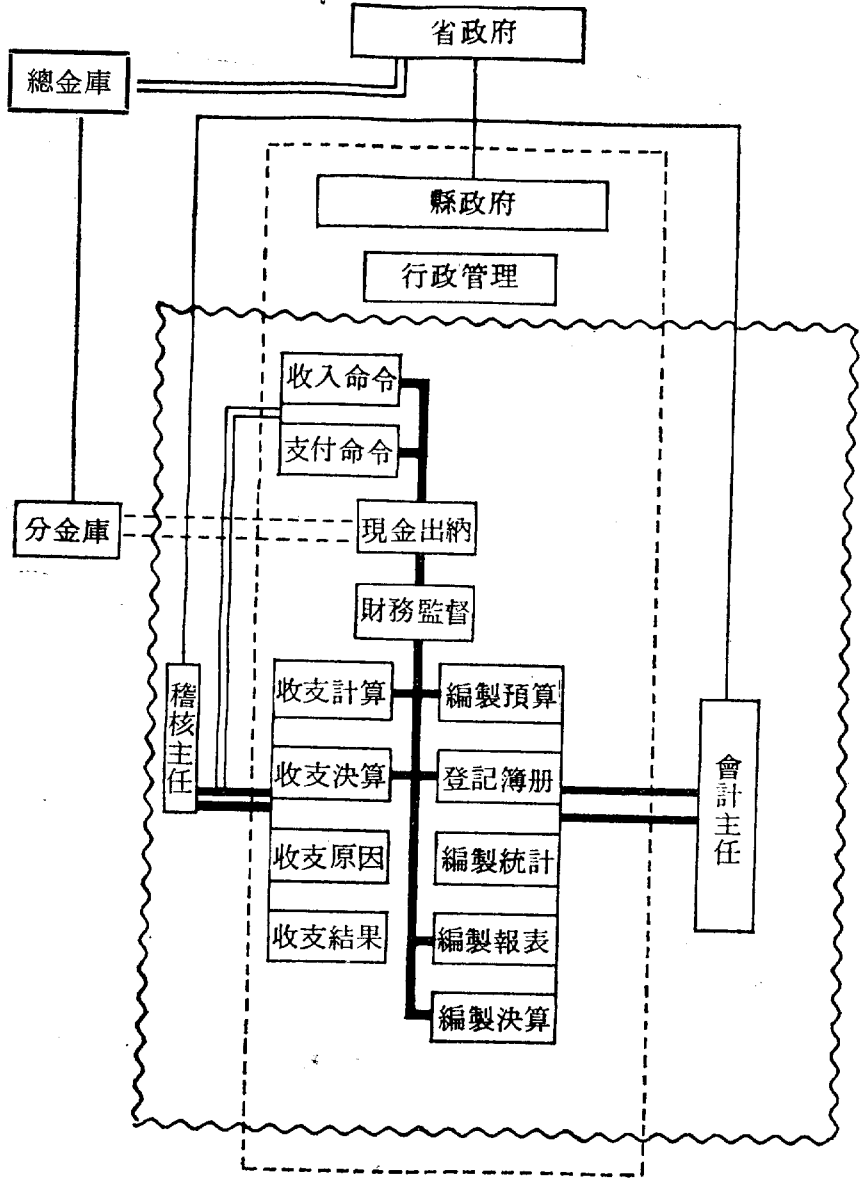 省政府
總金庫
縣政府
行政管理
收入命令
支付命令
分金庫
現金出納
財務監督
稽核主任
收支計算
編製預算
收支決算
登記簿册
收支原因
編製統計
收支結果
編製報表
編製決算
會計主任